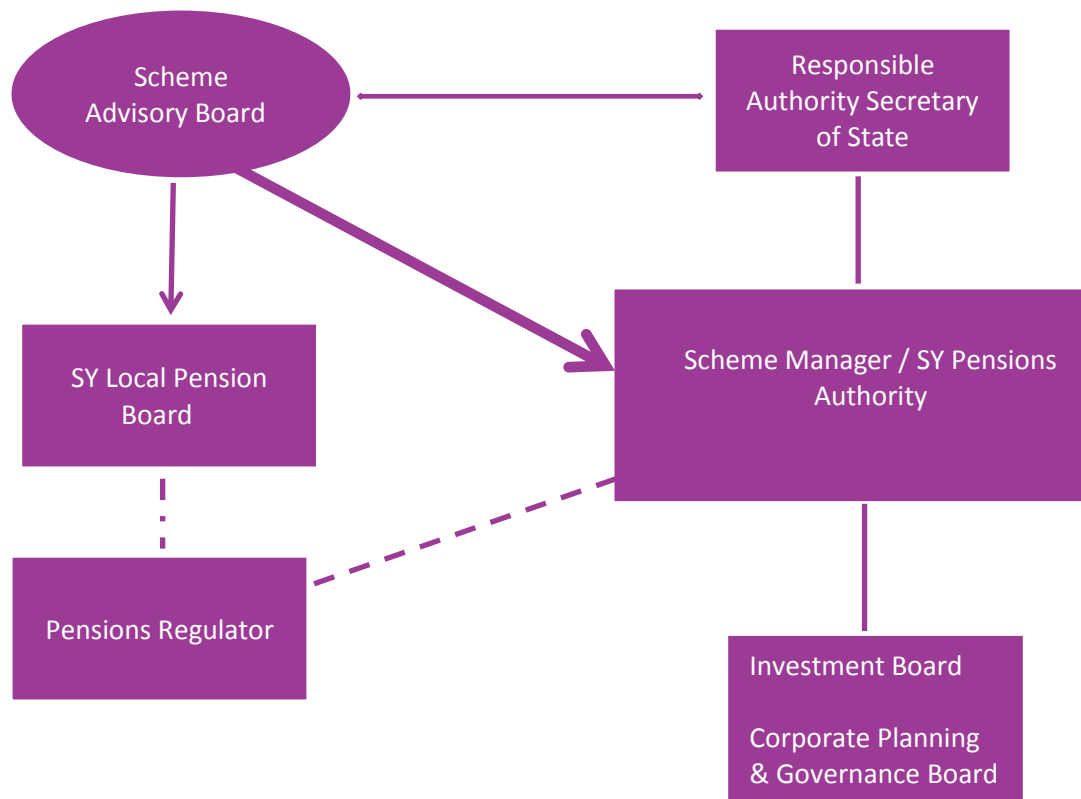 Scheme
Advisory Board
Responsible
Authority Secretary
of State
SY Local Pension
Board
Scheme Manager / SY Pensions
Authority
Pensions Regulator
Investment Board
Corporate Planning
& Governance Board